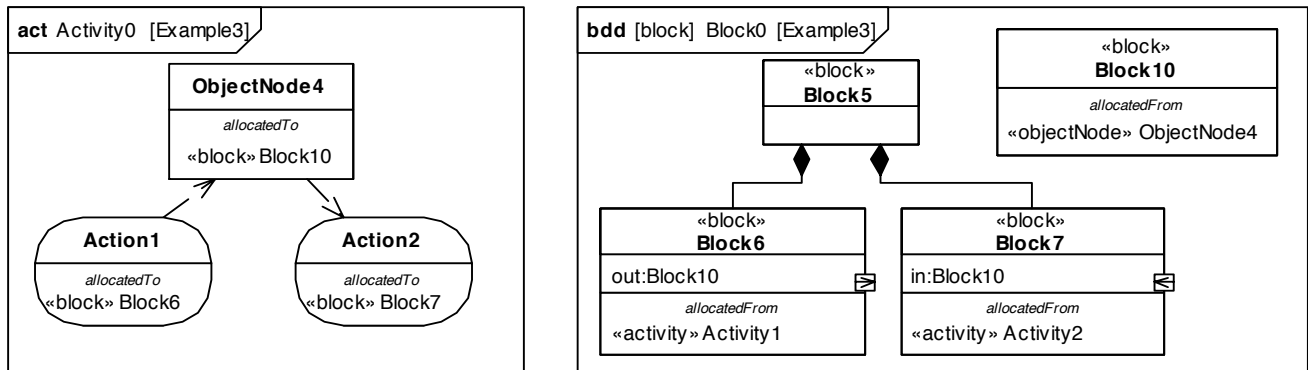 act Activity0 [Example3]
ObjectNode4
allocatedTo
«block» Block10
Action1
allocatedTo
«block» Block6
Action2
allocatedTo
«block» Block7
bdd [block] Block0 [Example3]
«block»
Block5
«block»
Block10
allocatedFrom
«objectNode» ObjectNode4
«block»
Block6
out:Block10
allocatedFrom
«activity» Activity1
«block»
Block7
in:Block10
allocatedFrom
«activity» Activity2